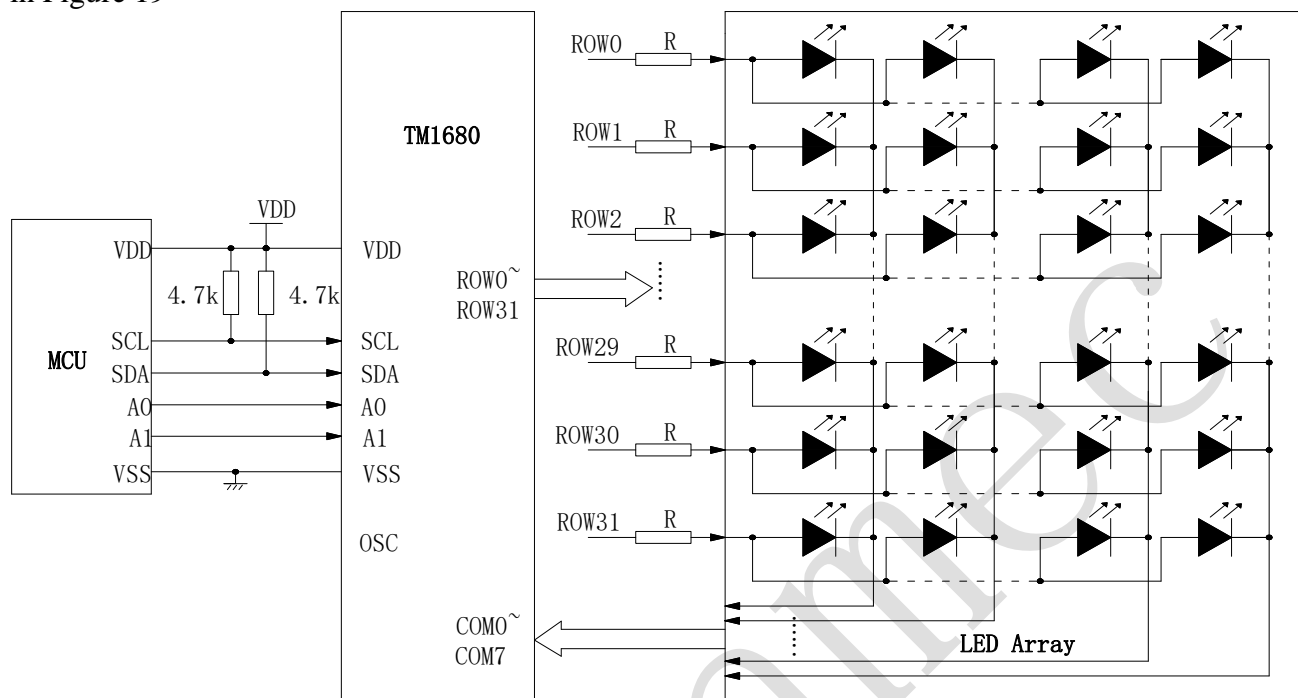 in Figure 19
ROW0 R
TM1680
ROW1 R
VDD
ROW2 R
VDD VDD
ROW0~
ROW31
4.7k 4.7k
SCL SCL
ROW29 R
MCU
SDA SDA
A0 A0
ROW30 R
A1 A1
VSS VSS
ROW31 R
OSC
COM0~
COM7
LED Array